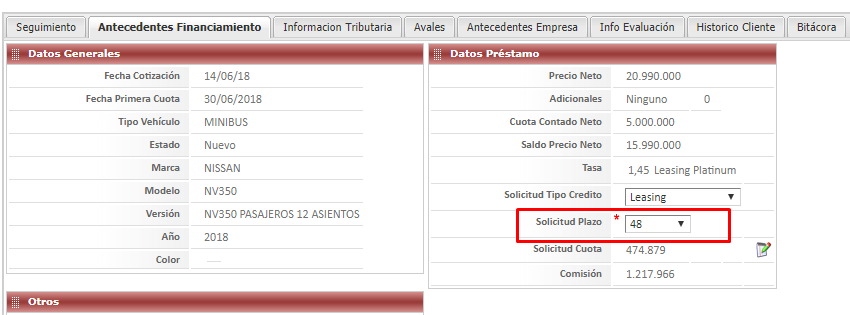 Seguimiento Antecedentes Financiamiento Informacion Tributaria Avales Antecedentes Empresa Info Evaluación Historico Cliente Bitácora
Datos Generales
Fecha Cotización 14/06/18
Fecha Primera Cuota 30/06/2018
Tipo Vehículo MINIBUS
Estado Nuevo
Marca NISSAN
Modelo NV350
Versión NV350 PASAJEROS 12 ASIENTOS
Año 2018
Color
Otros
Datos Préstamo
Precio Neto 20.990.000
Adicionales Ninguno 0
Cuota Contado Neto 5.000.000
Saldo Precio Neto 15.990.000
Tasa 1,45 Leasing Platinum
Solicitud Tipo Credito Leasing
Solicitud Plazo * 48
Solicitud Cuota 474.879
Comisión 1.217.966